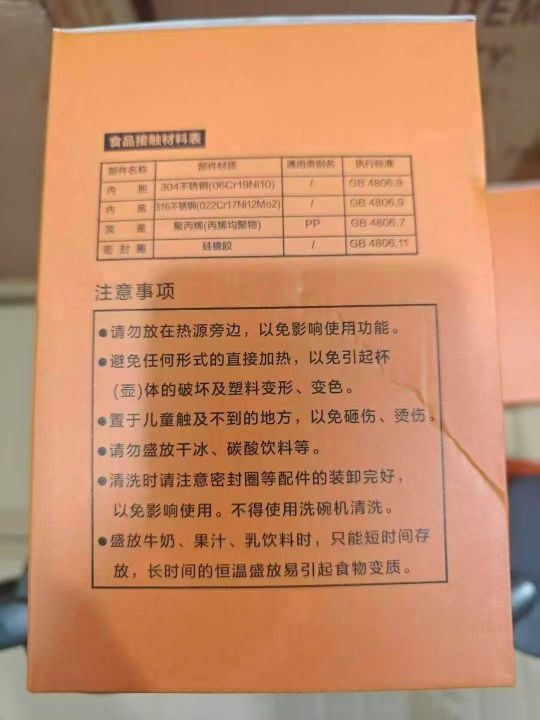 ITEM
食品接触材料表
部件名称 部件材质 通用类别名 执行标准
内 胆 304不锈钢(06Cr19Ni10) / GB 4806.9
内 底 316不锈钢(022Cr17Ni12Mo2) / GB 4806.9
顶 盖 聚丙烯(丙烯均聚物) PP GB 4806.7
密 封 圈 硅橡胶 / GB 4806.11
注意事项
●请勿放在热源旁边，以免影响使用功能。
●避免任何形式的直接加热，以免引起杯
(壶)体的破坏及塑料变形、变色。
●置于儿童触及不到的地方，以免砸伤、烫伤。
●请勿盛放干冰、碳酸饮料等。
●清洗时请注意密封圈等配件的装卸完好，
以免影响使用。不得使用洗碗机清洗。
●盛放牛奶、果汁、乳饮料时，只能短时间存
放，长时间的恒温盛放易引起食物变质。